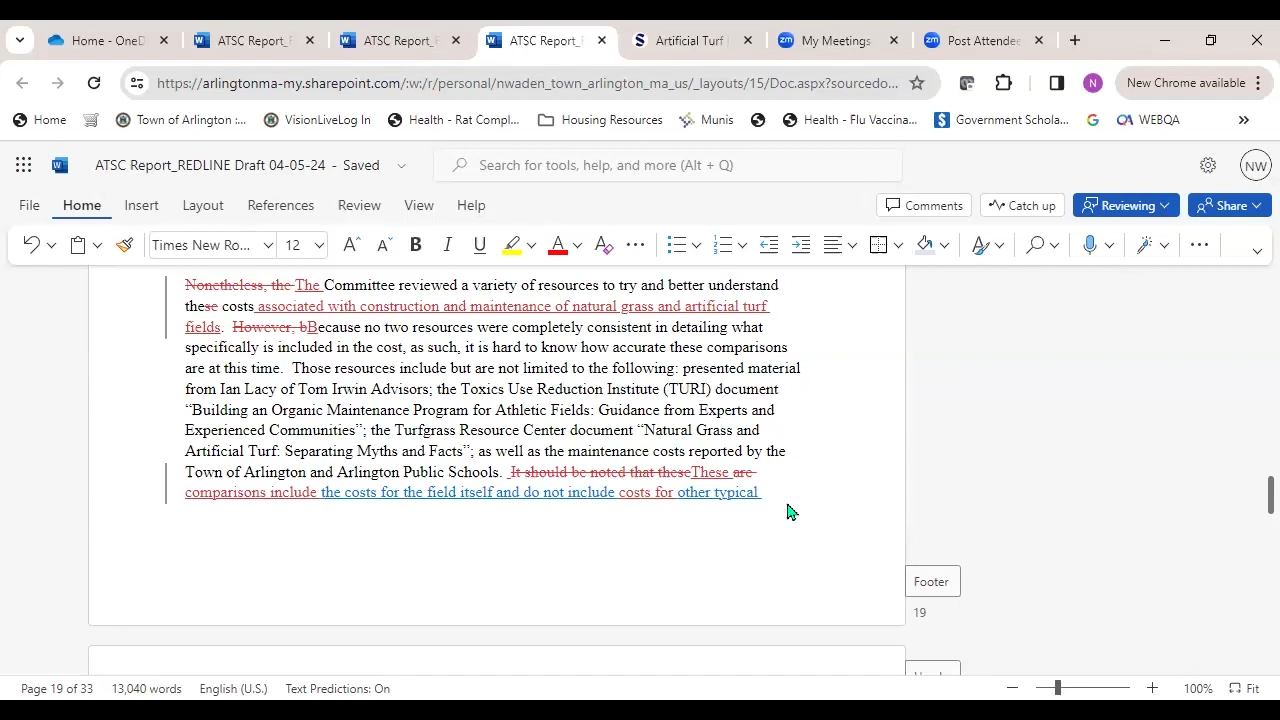 Home - OneD
ATSC Report_F
ATSC Report_F
ATSC Report_F
Artificial Turf
My Meetings
Post Attendee
https://arlingtonma-my.sharepoint.com/:w:/r/personal/nwaden_town_arlington_ma_us/_layouts/15/Doc.aspx?sourcedo...
N
New Chrome available
Home
Town of Arlington :...
VisionLiveLog In
Health - Rat Compl...
Housing Resources
Munis
Health - Flu Vaccina...
Government Schola...
WEBQA
ATSC Report_REDLINE Draft 04-05-24 - Saved
Search for tools, help, and more (Alt + Q)
NW
File Home Insert Layout References Review View Help
Comments
Catch up
Reviewing
Share
Times New Ro...
12
Nonetheless, the The Committee reviewed a variety of resources to try and better understand
these costs associated with construction and maintenance of natural grass and artificial turf
fields. However, bBecause no two resources were completely consistent in detailing what
specifically is included in the cost, as such, it is hard to know how accurate these comparisons
are at this time. Those resources include but are not limited to the following: presented material
from Ian Lacy of Tom Irwin Advisors; the Toxics Use Reduction Institute (TURI) document
“Building an Organic Maintenance Program for Athletic Fields: Guidance from Experts and
Experienced Communities”; the Turfgrass Resource Center document “Natural Grass and
Artificial Turf: Separating Myths and Facts”; as well as the maintenance costs reported by the
Town of Arlington and Arlington Public Schools. It should be noted that theseThese are
comparisons include the costs for the field itself and do not include costs for other typical
Footer
19
Page 19 of 33
13,040 words
English (U.S.)
Text Predictions: On
100%
Fit